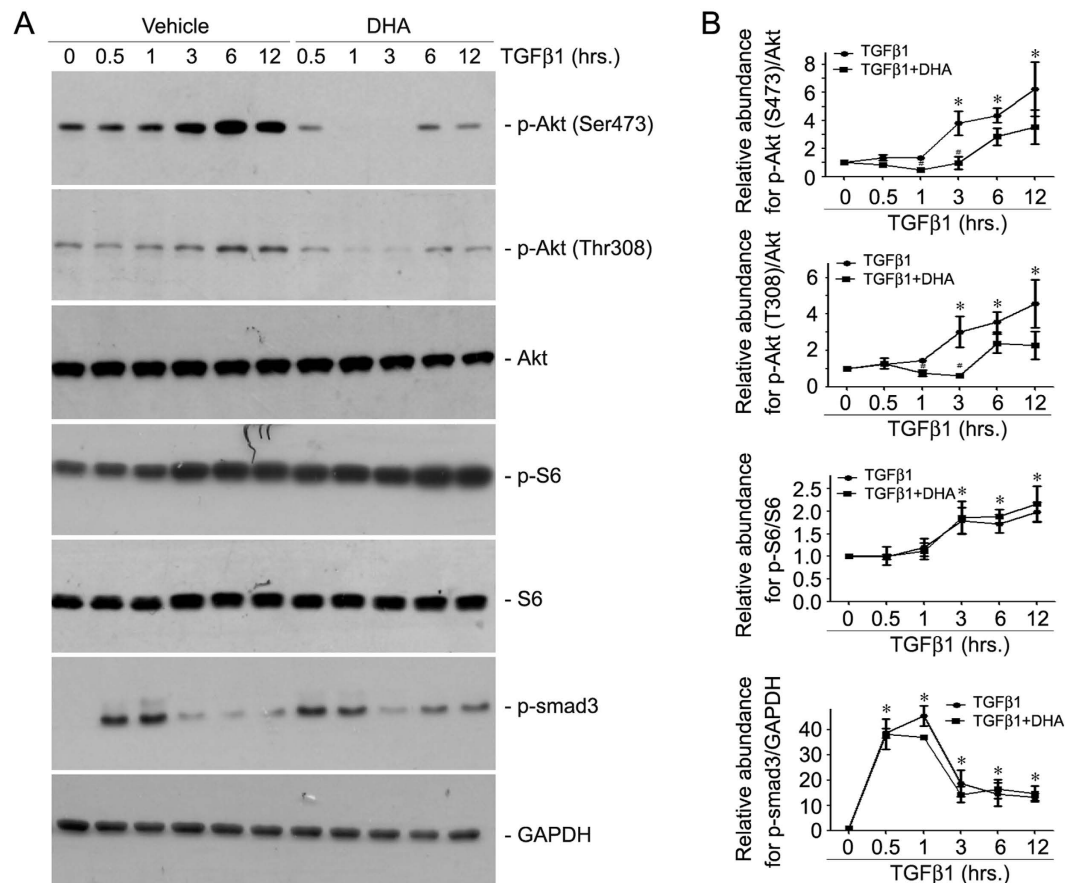 A
Vehicle DHA
0 0.5 1 3 6 12 0.5 1 3 6 12 TGFβ1 (hrs.)
- p-Akt (Ser473)
- p-Akt (Thr308)
- Akt
- p-S6
- S6
- p-smad3
- GAPDH
B
Relative abundance
for p-Akt (S473)/Akt
8
6
4
2
0
TGFβ1
TGFβ1+DHA
*
*
*
#
#
0 0.5 1 3 6 12
TGFβ1 (hrs.)
Relative abundance
for p-Akt (T308)/Akt
6
4
2
0
TGFβ1
TGFβ1+DHA
*
*
*
#
#
0 0.5 1 3 6 12
TGFβ1 (hrs.)
Relative abundance
for p-S6/S6
2.5
2.0
1.5
1.0
0.5
0.0
TGFβ1
TGFβ1+DHA
*
*
*
0 0.5 1 3 6 12
TGFβ1 (hrs.)
Relative abundance
for p-smad3/GAPDH
40
30
20
10
0
TGFβ1
TGFβ1+DHA
*
*
*
*
*
0 0.5 1 3 6 12
TGFβ1 (hrs.)